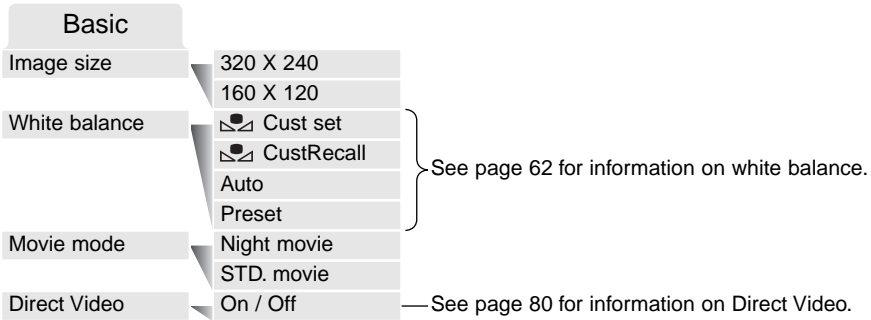 Basic
Image size
320 X 240
160 X 120
White balance
Cust set
CustRecall
Auto
Preset
See page 62 for information on white balance.
Movie mode
Night movie
STD. movie
Direct Video
On / Off
See page 80 for information on Direct Video.